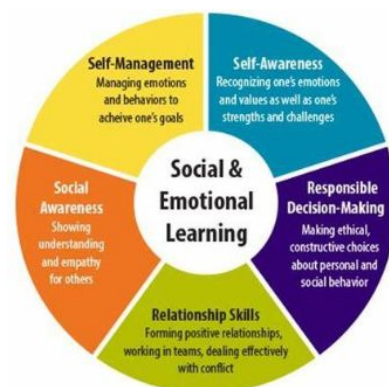 Self-Management
Managing emotions
and behaviors to
acheive one's goals
Self-Awareness
Recognizing one's emotions
and values as well as one's
strengths and challenges
Social
Awareness
Showing
understanding
and empathy
for others
Social &
Emotional
Learning
Responsible
Decision-Making
Making ethical,
constructive choices
about personal and
social behavior
Relationship Skills
Forming positive relationships,
working in teams, dealing effectively
with conflict